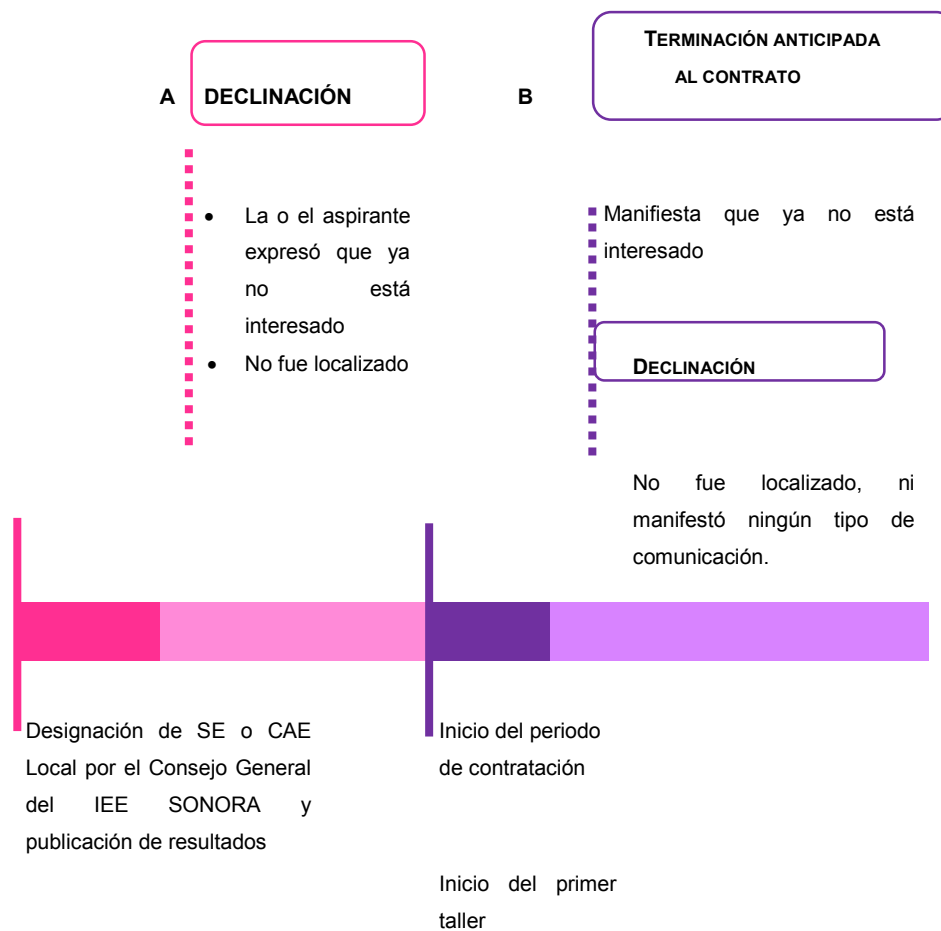 A DECLINACIÓN
La o el aspirante
expresó que ya
no está
interesado
No fue localizado
B TERMINACIÓN ANTICIPADA
AL CONTRATO
Manifiesta que ya no está
interesado
DECLINACIÓN
No fue localizado, ni
manifestó ningún tipo de
comunicación.
Designación de SE o CAE
Local por el Consejo General
del IEE SONORA y
publicación de resultados
Inicio del periodo
de contratación
Inicio del primer
taller